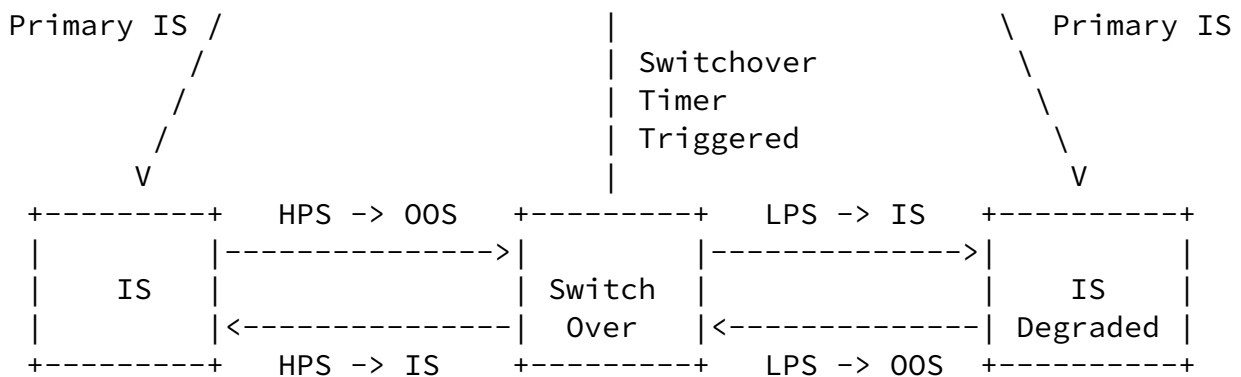 Primary IS / | \ Primary IS
/ | Switchover \
/ | Timer \
/ | Triggered \
V | V
+---------+ HPS -> OOS +---------+ LPS -> IS +----------+
| |-------------->| |-------------->| |
| IS | | Switch | | IS |
| |<--------------| Over |<--------------| Degraded |
+---------+ HPS -> IS +---------+ LPS -> OOS +----------+